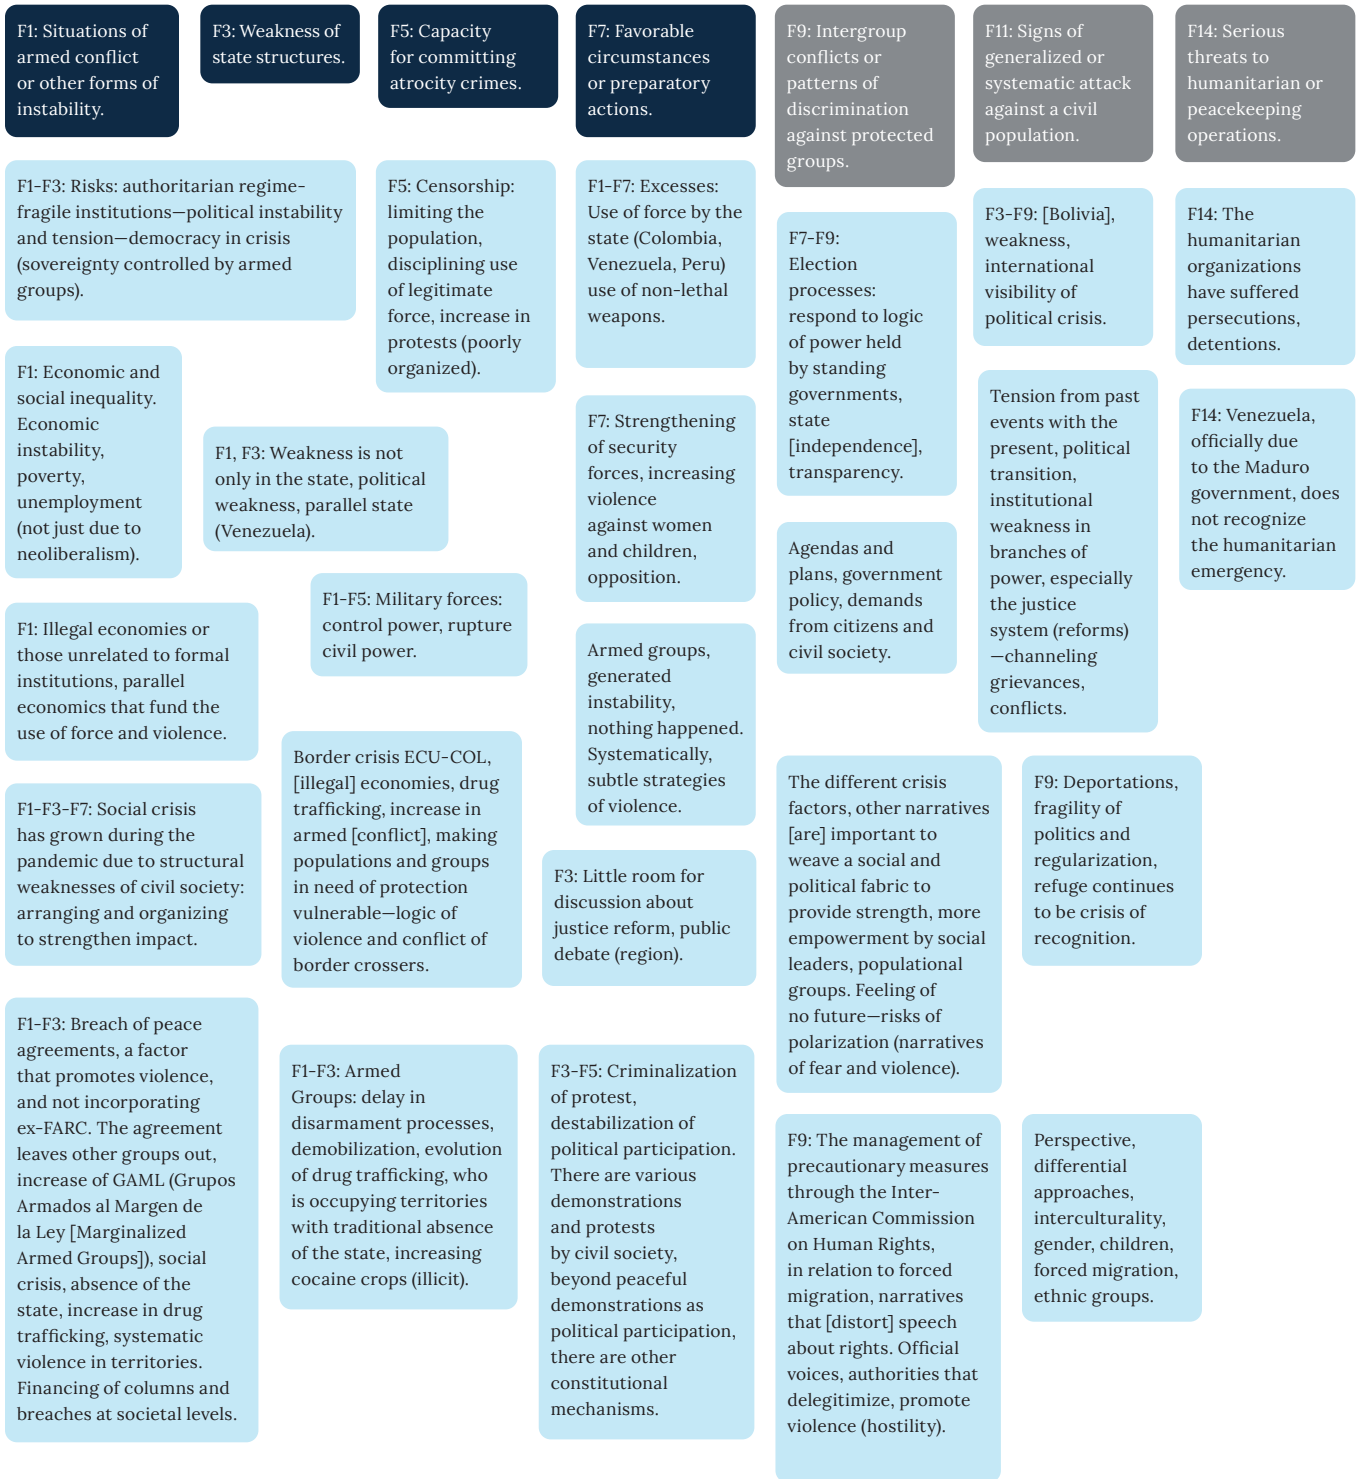 F1: Situations of
armed conflict
or other forms of
instability.
F3: Weakness of
state structures.
F5: Capacity
for committing
atrocity crimes.
F7: Favorable
circumstances
or preparatory
actions.
F9: Intergroup
conflicts or
patterns of
discrimination
against protected
groups.
F11: Signs of
generalized or
systematic attack
against a civil
population.
F14: Serious
threats to
humanitarian or
peacekeeping
operations.
F1-F3: Risks: authoritarian regime-
fragile institutions—political instability
and tension—democracy in crisis
(sovereignty controlled by armed
groups).
F5: Censorship:
limiting the
population,
disciplining use
of legitimate
force, increase in
protests (poorly
organized).
F1-F7: Excesses:
Use of force by the
state (Colombia,
Venezuela, Peru)
use of non-lethal
weapons.
F7-F9:
Election
processes:
respond to logic
of power held
by standing
governments,
state
[independence],
transparency.
F3-F9: [Bolivia],
weakness,
international
visibility of
political crisis.
F14: The
humanitarian
organizations
have suffered
persecutions,
detentions.
F1: Economic and
social inequality.
Economic
instability,
poverty,
unemployment
(not just due to
neoliberalism).
F1, F3: Weakness is not
only in the state, political
weakness, parallel state
(Venezuela).
F7: Strengthening
of security
forces, increasing
violence
against women
and children,
opposition.
Tension from past
events with the
present, political
transition,
institutional
weakness in
branches of
power, especially
the justice
system (reforms)
—channeling
grievances,
conflicts.
F14: Venezuela,
officially due
to the Maduro
government, does
not recognize
the humanitarian
emergency.
Agendas and
plans, government
policy, demands
from citizens and
civil society.
F1-F5: Military forces:
control power, rupture
civil power.
F1: Illegal economies or
those unrelated to formal
institutions, parallel
economics that fund the
use of force and violence.
Armed groups,
generated
instability,
nothing happened.
Systematically,
subtle strategies
of violence.
Border crisis ECU-COL,
[illegal] economies, drug
trafficking, increase in
armed [conflict], making
populations and groups
in need of protection
vulnerable—logic of
violence and conflict of
border crossers.
The different crisis
factors, other narratives
[are] important to
weave a social and
political fabric to
provide strength, more
empowerment by social
leaders, populational
groups. Feeling of
no future—risks of
polarization (narratives
of fear and violence).
F9: Deportations,
fragility of
politics and
regularization,
refuge continues
to be crisis of
recognition.
F1-F3-F7: Social crisis
has grown during the
pandemic due to structural
weaknesses of civil society:
arranging and organizing
to strengthen impact.
F3: Little room for
discussion about
justice reform, public
debate (region).
F1-F3: Breach of peace
agreements, a factor
that promotes violence,
and not incorporating
ex-FARC. The agreement
leaves other groups out,
increase of GAML (Grupos
Armados al Margen de
la Ley [Marginalized
Armed Groups]), social
crisis, absence of the
state, increase in drug
trafficking, systematic
violence in territories.
Financing of columns and
breaches at societal levels.
F1-F3: Armed
Groups: delay in
disarmament processes,
demobilization, evolution
of drug trafficking, who
is occupying territories
with traditional absence
of the state, increasing
cocaine crops (illicit).
F3-F5: Criminalization
of protest,
destabilization of
political participation.
There are various
demonstrations
and protests
by civil society,
beyond peaceful
demonstrations as
political participation,
there are other
constitutional
mechanisms.
F9: The management of
precautionary measures
through the Inter-
American Commission
on Human Rights,
in relation to forced
migration, narratives
that [distort] speech
about rights. Official
voices, authorities that
delegitimize, promote
violence (hostility).
Perspective,
differential
approaches,
interculturality,
gender, children,
forced migration,
ethnic groups.